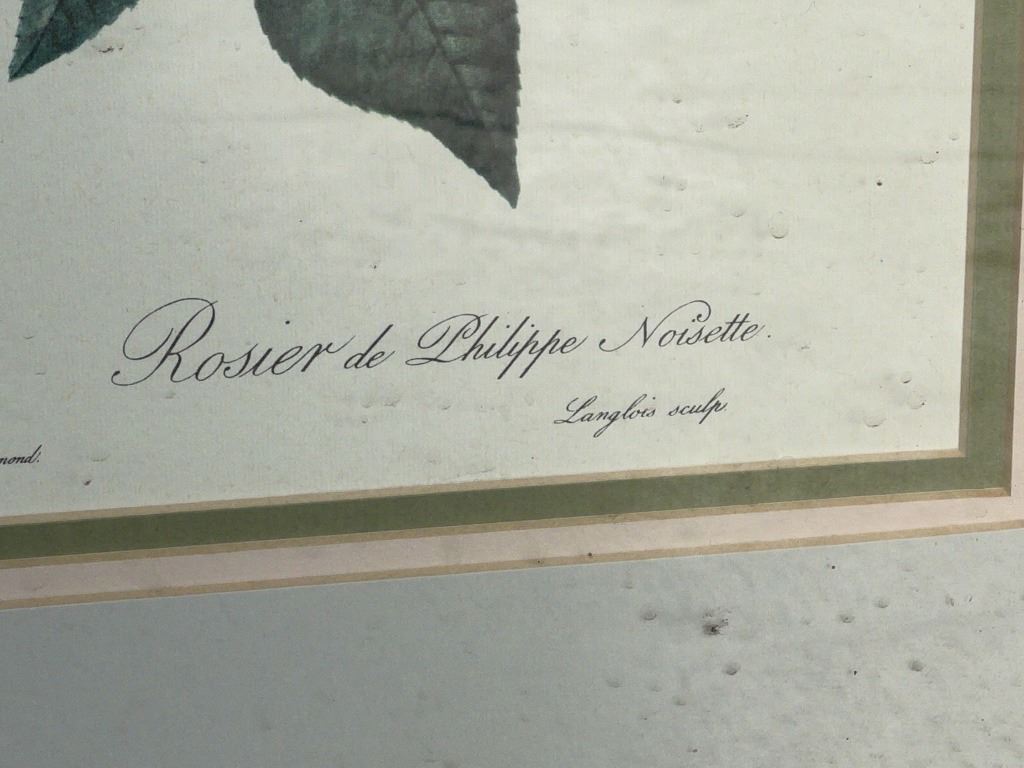 Rosier de Philippe Noisette.
Langlois sculp.